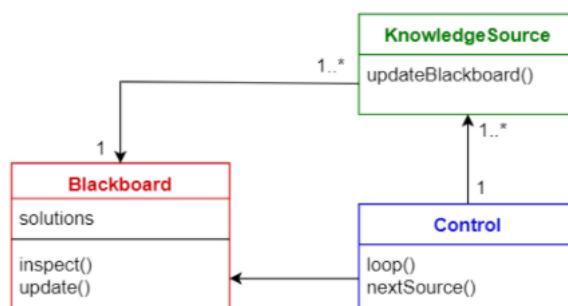 KnowledgeSource
updateBlackboard()
1..*
1..*
1
1
Blackboard
solutions
inspect()
update()
Control
loop()
nextSource()